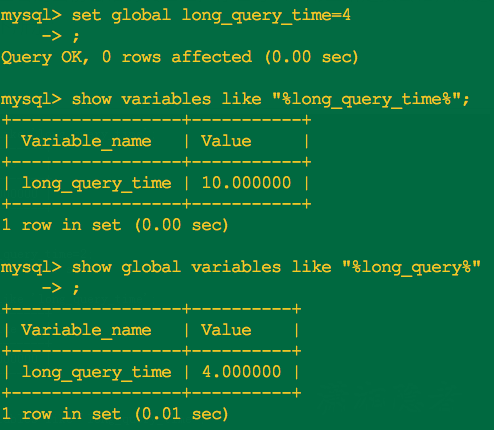 mysql> set global long_query_time=4
    -> ;
Query OK, 0 rows affected (0.00 sec)

mysql> show variables like "%long_query_time%";
+-----------------+-----------+
| Variable_name   | Value     |
+-----------------+-----------+
| long_query_time | 10.000000 |
+-----------------+-----------+
1 row in set (0.00 sec)

mysql> show global variables like "%long_query%"
    -> ;
+-----------------+----------+
| Variable_name   | Value    |
+-----------------+----------+
| long_query_time | 4.000000 |
+-----------------+----------+
1 row in set (0.01 sec)